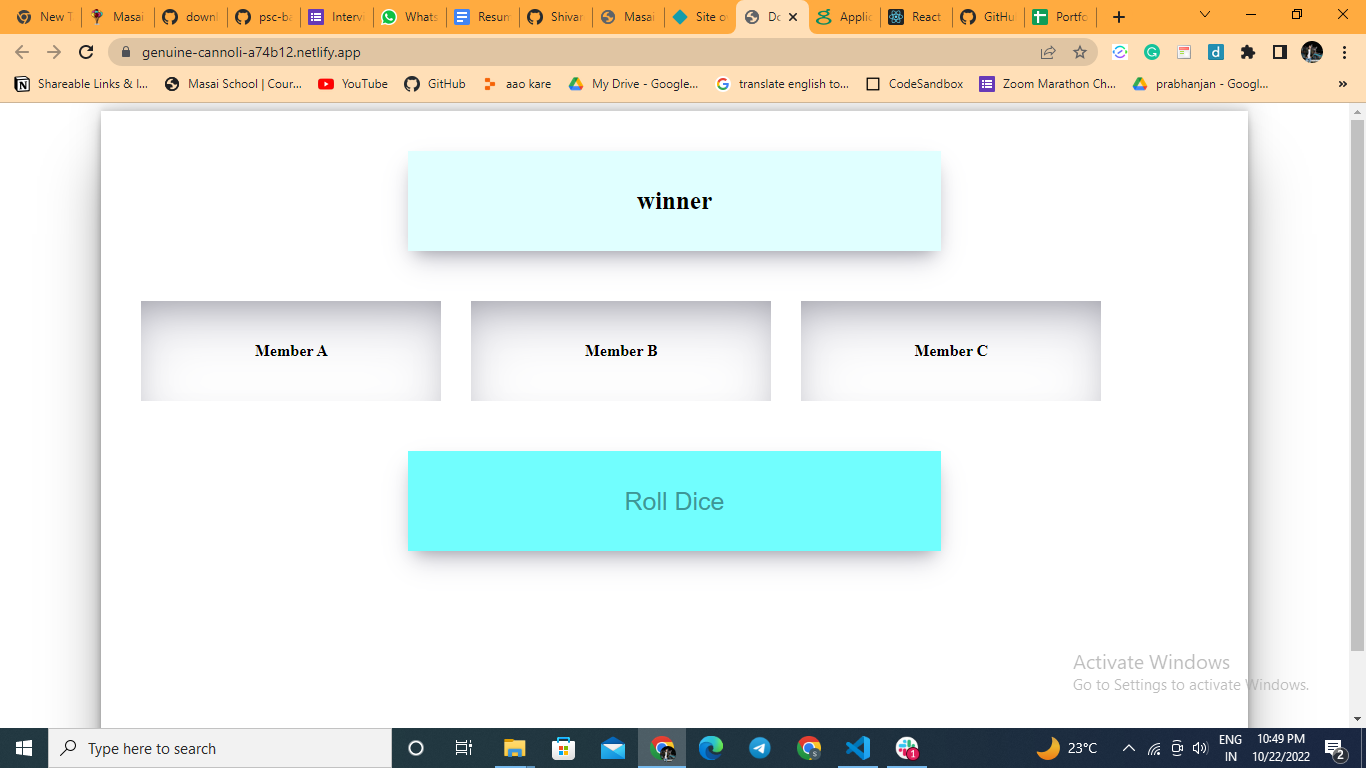 New T
Masai
downl
psc-ba
Interv
Whats
Resum
Shivar
Masai
Site o
Do
Applic
React
GitHu
Portfo
genuine-cannoli-a74b12.netlify.app
Shareable Links & I...
Masai School | Cour...
YouTube
GitHub
aao kare
My Drive - Google...
translate english to...
CodeSandbox
Zoom Marathon Ch...
prabhanjan - Googl...
»
winner
Member A
Member B
Member C
Roll Dice
Activate Windows
Go to Settings to activate Windows.
Type here to search
23°C
ENG
IN
10:49 PM
10/22/2022
1
2